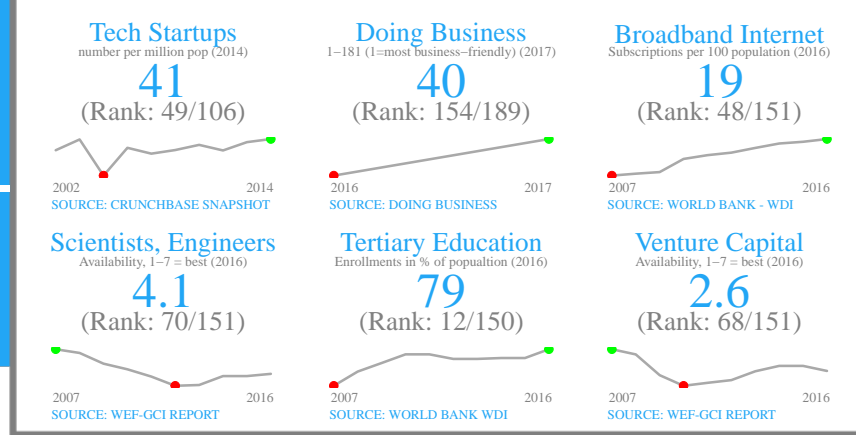 Tech Startups
number per million pop (2014)
41
(Rank: 49/106)
2002 2014
SOURCE: CRUNCHBASE SNAPSHOT
Doing Business
1−181 (1=most business−friendly) (2017)
40
(Rank: 154/189)
2016 2017
SOURCE: DOING BUSINESS
Broadband Internet
Subscriptions per 100 population (2016)
19
(Rank: 48/151)
2007 2016
SOURCE: WORLD BANK - WDI
Scientists, Engineers
Availability, 1−7 = best (2016)
4.1
(Rank: 70/151)
2007 2016
SOURCE: WEF-GCI REPORT
Tertiary Education
Enrollments in % of popualtion (2016)
79
(Rank: 12/150)
2007 2016
SOURCE: WORLD BANK WDI
Venture Capital
Availability, 1−7 = best (2016)
2.6
(Rank: 68/151)
2007 2016
SOURCE: WEF-GCI REPORT